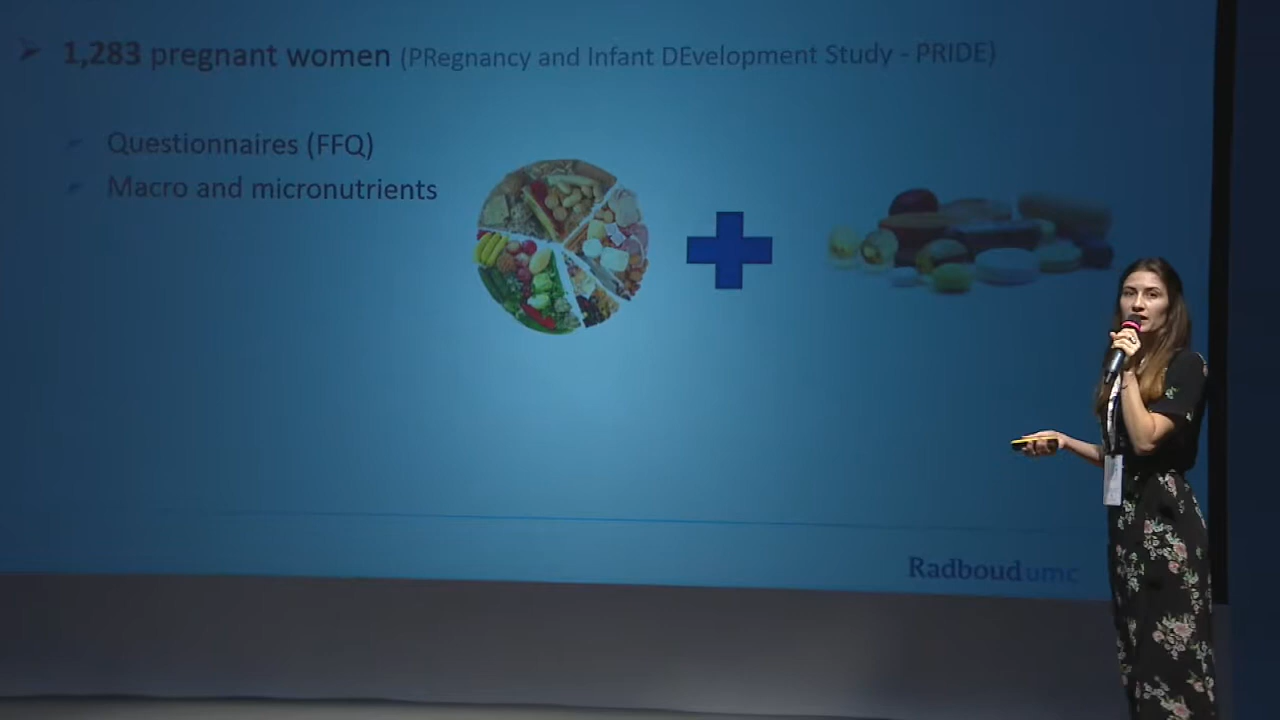 1,283 pregnant women (PRegnancy and Infant DEvelopment Study - PRIDE)
Questionnaires (FFQ)
Macro and micronutrients
Radboudumc